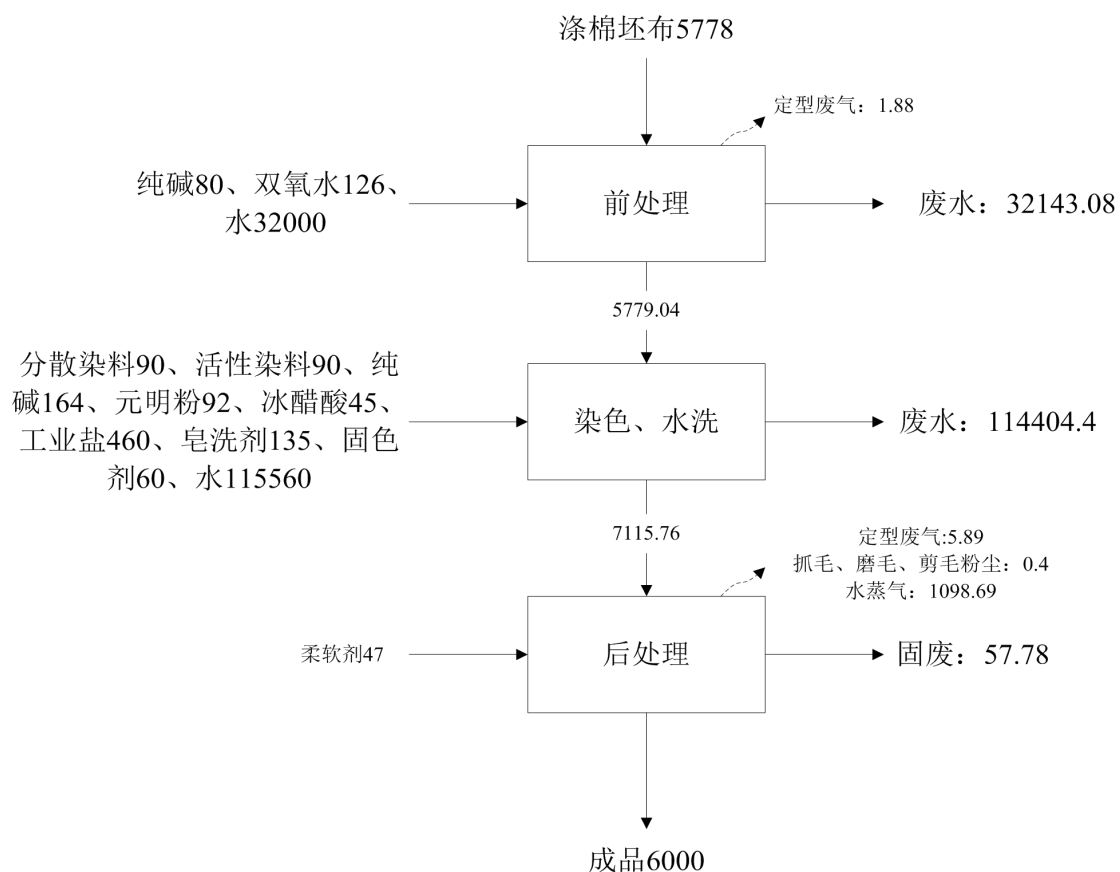 涤棉坯布5778
定型废气：1.88
纯碱80、双氧水126、
水32000
前处理
废水：32143.08
5779.04
分散染料90、活性染料90、纯
碱164、元明粉92、冰醋酸45、
工业盐460、皂洗剂135、固色
剂60、水115560
染色、水洗
废水：114404.4
7115.76
定型废气:5.89
抓毛、磨毛、剪毛粉尘：0.4
水蒸气：1098.69
柔软剂47
后处理
固废：57.78
成品6000